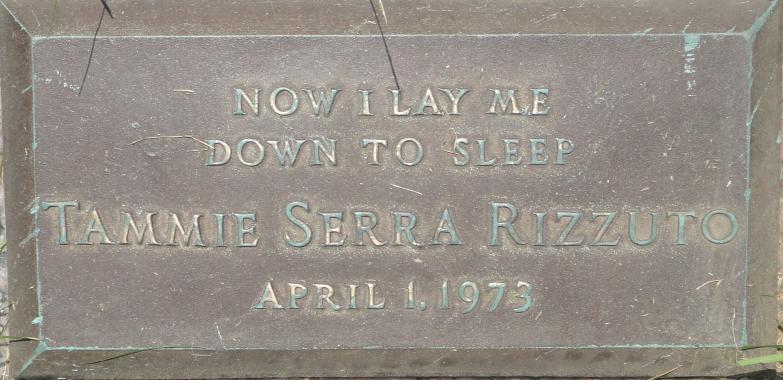 NOW I LAY ME
DOWN TO SLEEP
TAMMIE SERRA RIZZUTO
APRIL 1, 1973